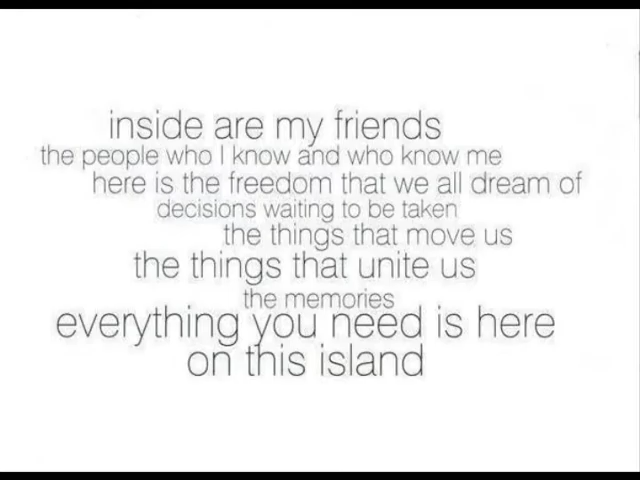 inside are my friends
the people who I know and who know me
here is the freedom that we all dream of
decisions waiting to be taken
the things that move us
the things that unite us
the memories
everything you need is here
on this island